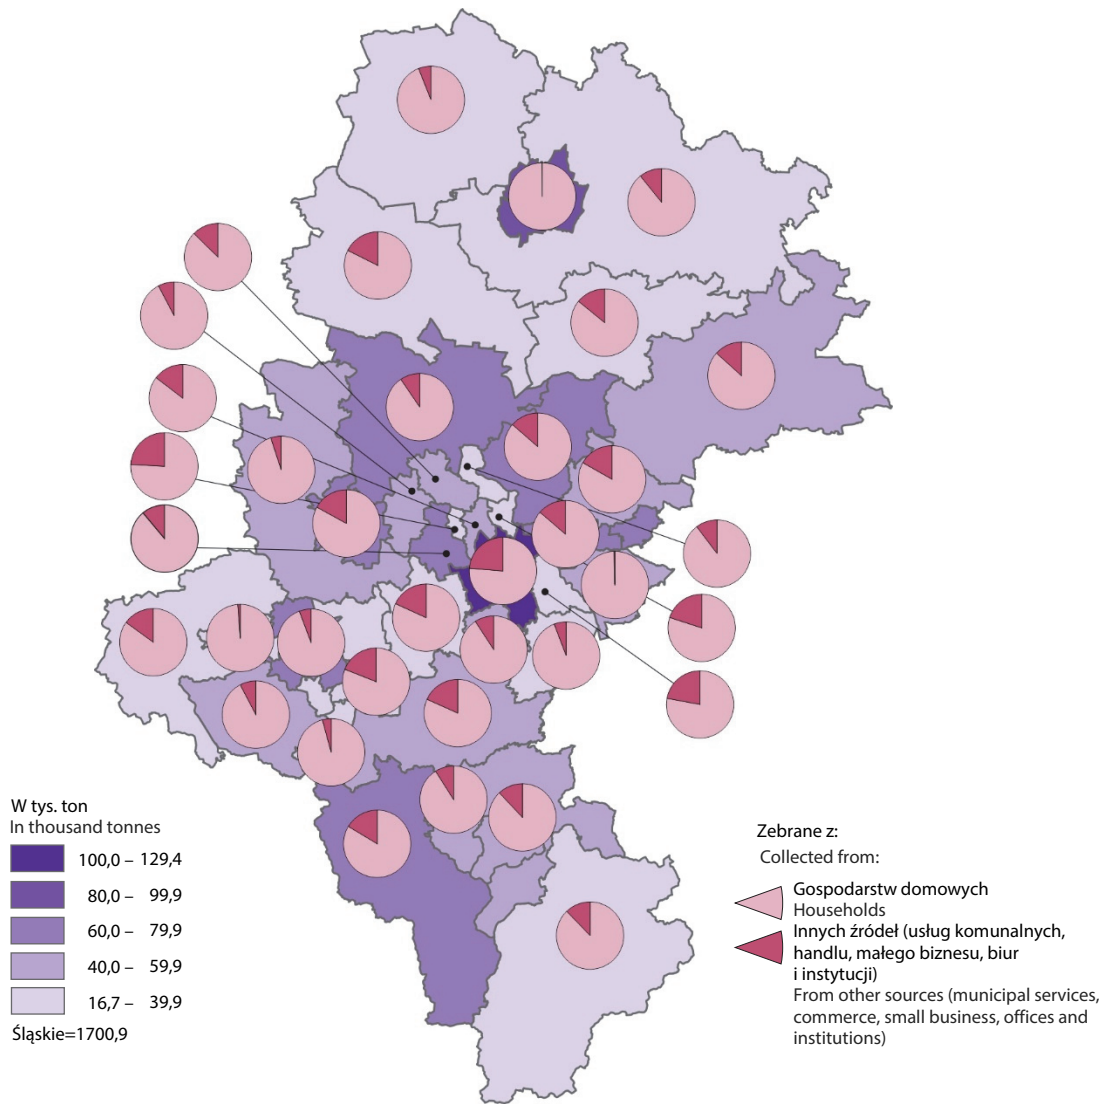 W tys. ton
In thousand tonnes
100,0 – 129,4
80,0 – 99,9
60,0 – 79,9
40,0 – 59,9
16,7 – 39,9
Śląskie=1700,9
Zebrane z:
Collected from:
Gospodarstw domowych
Households
Innych źródeł (usług komunalnych,
handlu, małego biznesu, biur
i instytucji)
From other sources (municipal services,
commerce, small business, offices and
institutions)